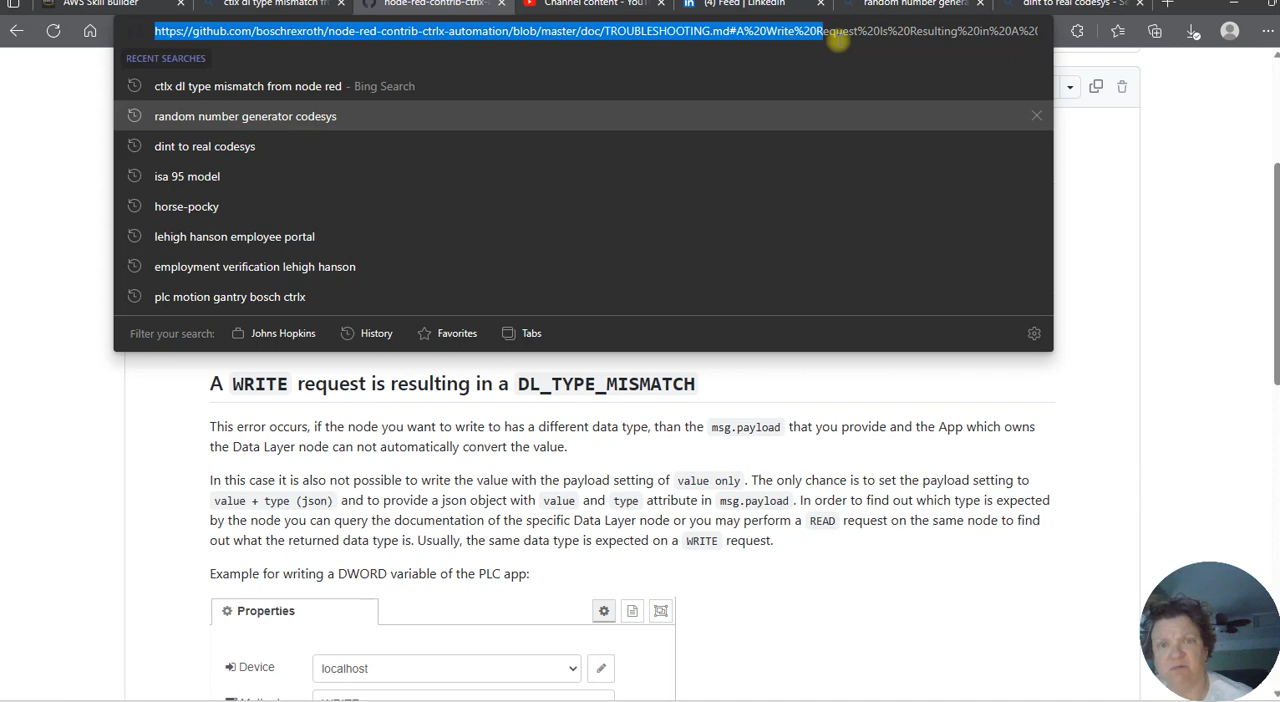 AWS Skill Builder
ctlx dl type mismatch fr
node-red-contrib-ctrlx-
Channel content - YouT
(4) Feed | LinkedIn
random number genera
dint to real codesys - Se
https://github.com/boschrexroth/node-red-contrib-ctrlx-automation/blob/master/doc/TROUBLESHOOTING.md#A%20Write%20Request%20Is%20Resulting%20in%20A%20(
RECENT SEARCHES
ctlx dl type mismatch from node red - Bing Search
random number generator codesys
dint to real codesys
isa 95 model
horse-pocky
lehigh hanson employee portal
employment verification lehigh hanson
plc motion gantry bosch ctrlx
Filter your search: Johns Hopkins History Favorites Tabs
A WRITE request is resulting in a DL_TYPE_MISMATCH
This error occurs, if the node you want to write to has a different data type, than the msg.payload that you provide and the App which owns
the Data Layer node can not automatically convert the value.
In this case it is also not possible to write the value with the payload setting of value only. The only chance is to set the payload setting to
value + type (json) and to provide a json object with value and type attribute in msg.payload. In order to find out which type is expected
by the node you can query the documentation of the specific Data Layer node or you may perform a READ request on the same node to find
out what the returned data type is. Usually, the same data type is expected on a WRITE request.
Example for writing a DWORD variable of the PLC app:
Properties
Device localhost